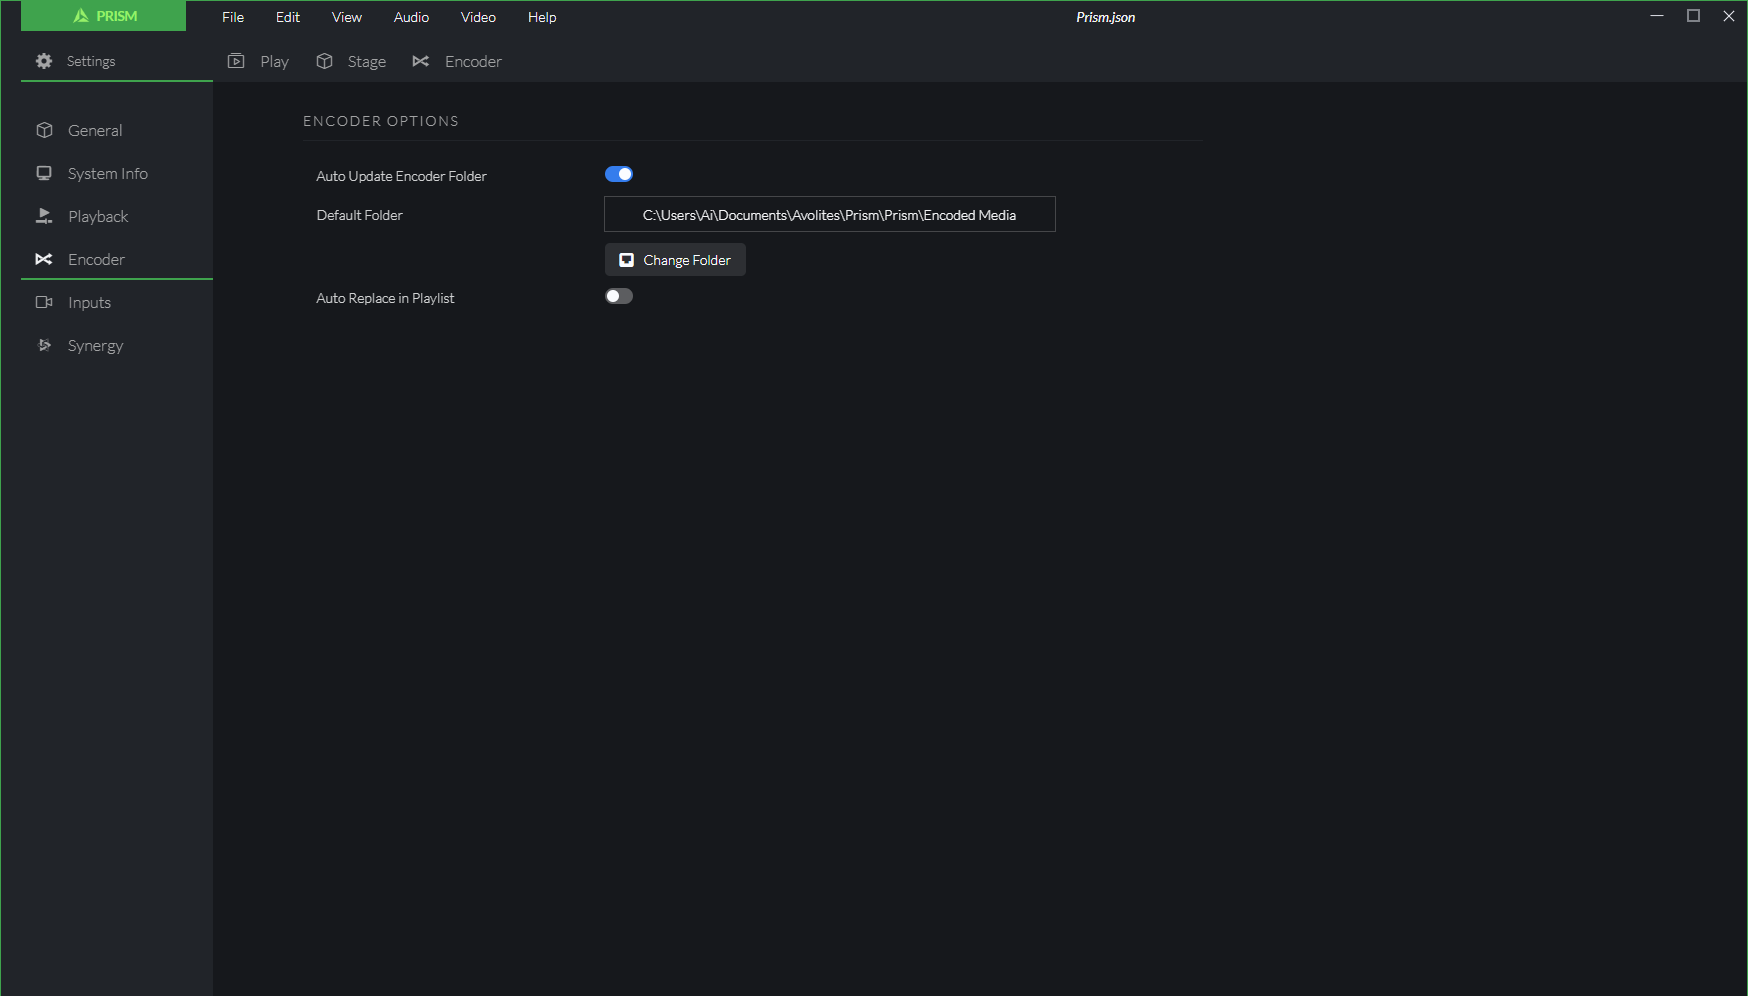 PRISM File Edit View Audio Video Help Prism.json
Settings Play Stage Encoder
General
System Info
Playback
Encoder
Inputs
Synergy
ENCODER OPTIONS
Auto Update Encoder Folder
Default Folder C:\Users\Ai\Documents\Avolites\Prism\Prism\Encoded Media
Change Folder
Auto Replace in Playlist